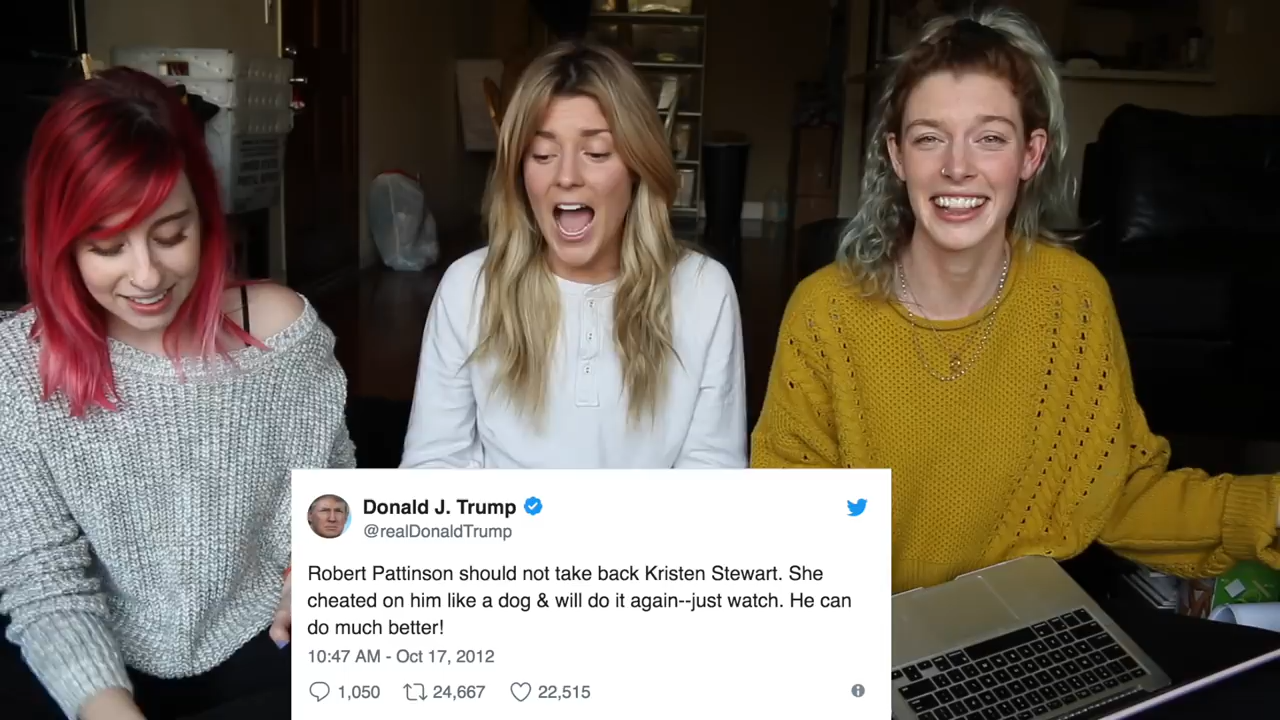 Donald J. Trump
@realDonaldTrump
Robert Pattinson should not take back Kristen Stewart. She
cheated on him like a dog & will do it again--just watch. He can
do much better!
10:47 AM - Oct 17, 2012
1,050 24,667 22,515